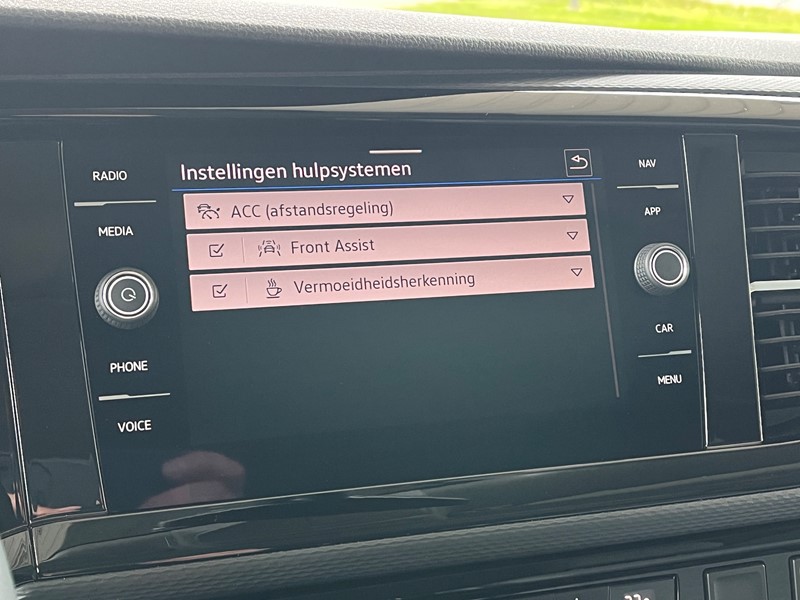 RADIO
MEDIA
PHONE
VOICE
Instellingen hulpsystemen
ACC (afstandsregeling)
Front Assist
Vermoeidheidsherkenning
NAV
APP
CAR
MENU